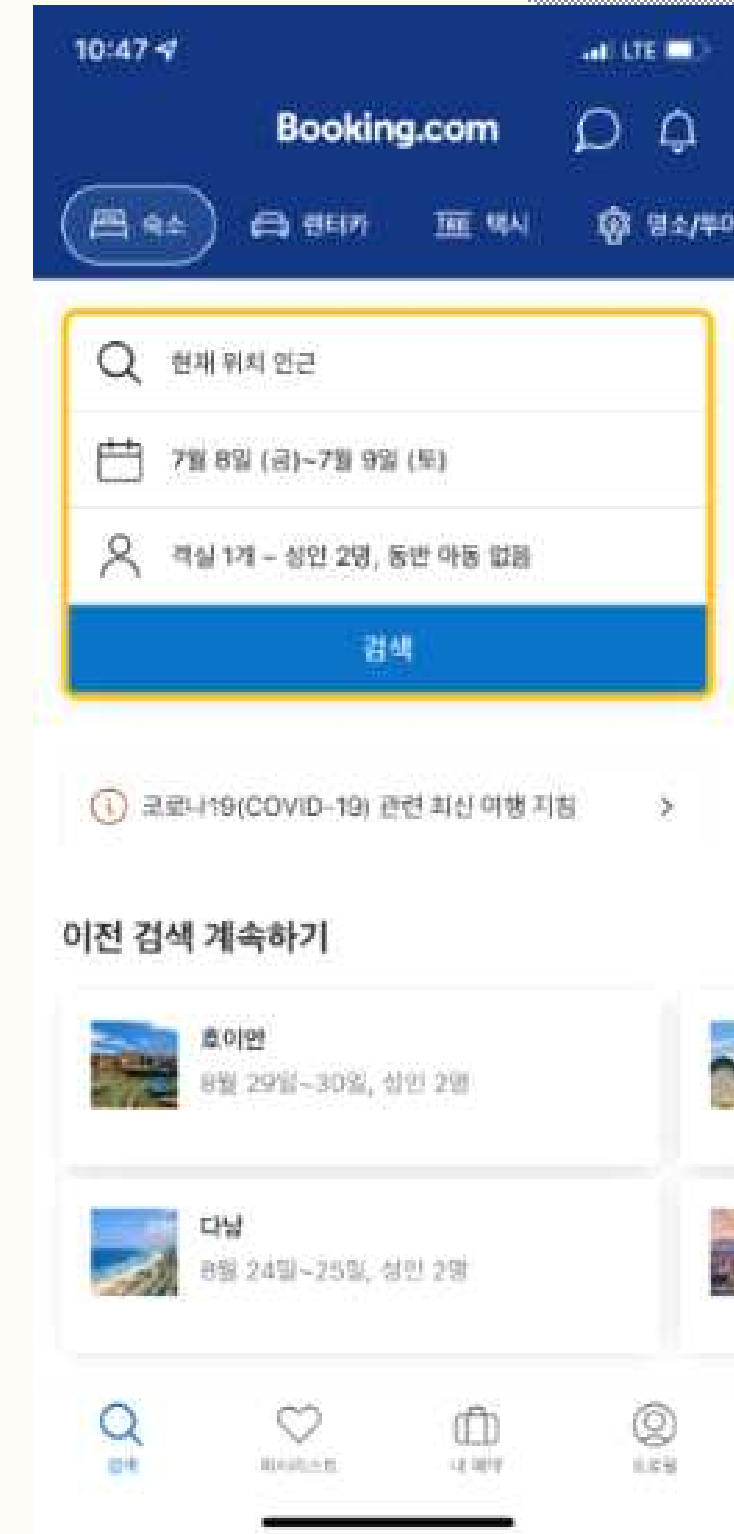 10:47
LTE
Booking.com
숙소
렌터카
TAXI 택시
명소/투어
현재 위치 인근
7월 8일 (금)~7월 9일 (토)
객실 1개 – 성인 2명, 동반 아동 없음
검색
코로나19(COVID-19) 관련 최신 여행 지침
이전 검색 계속하기
호이안
8월 29일~30일, 성인 2명
다낭
8월 24일~25일, 성인 2명
검색
위시리스트
내 예약
프로필